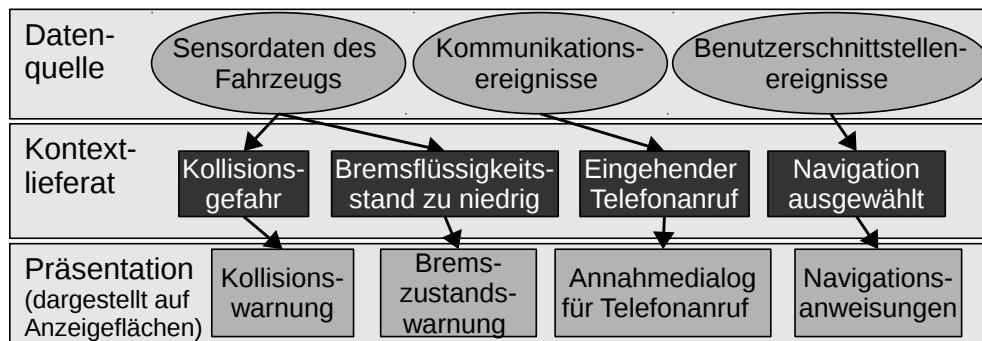 Daten-
quelle
Sensordaten des
Fahrzeugs
Kommunikations-
ereignisse
Benutzerschnittstellen-
ereignisse
Kontext-
lieferat
Kollisions-
gefahr
Bremsflüssigkeits-
stand zu niedrig
Eingehender
Telefonanruf
Navigation
ausgewählt
Präsentation
(dargestellt auf
Anzeigeflächen)
Kollisions-
warnung
Brems-
zustands-
warnung
Annahmedialog
für Telefonanruf
Navigations-
anweisungen